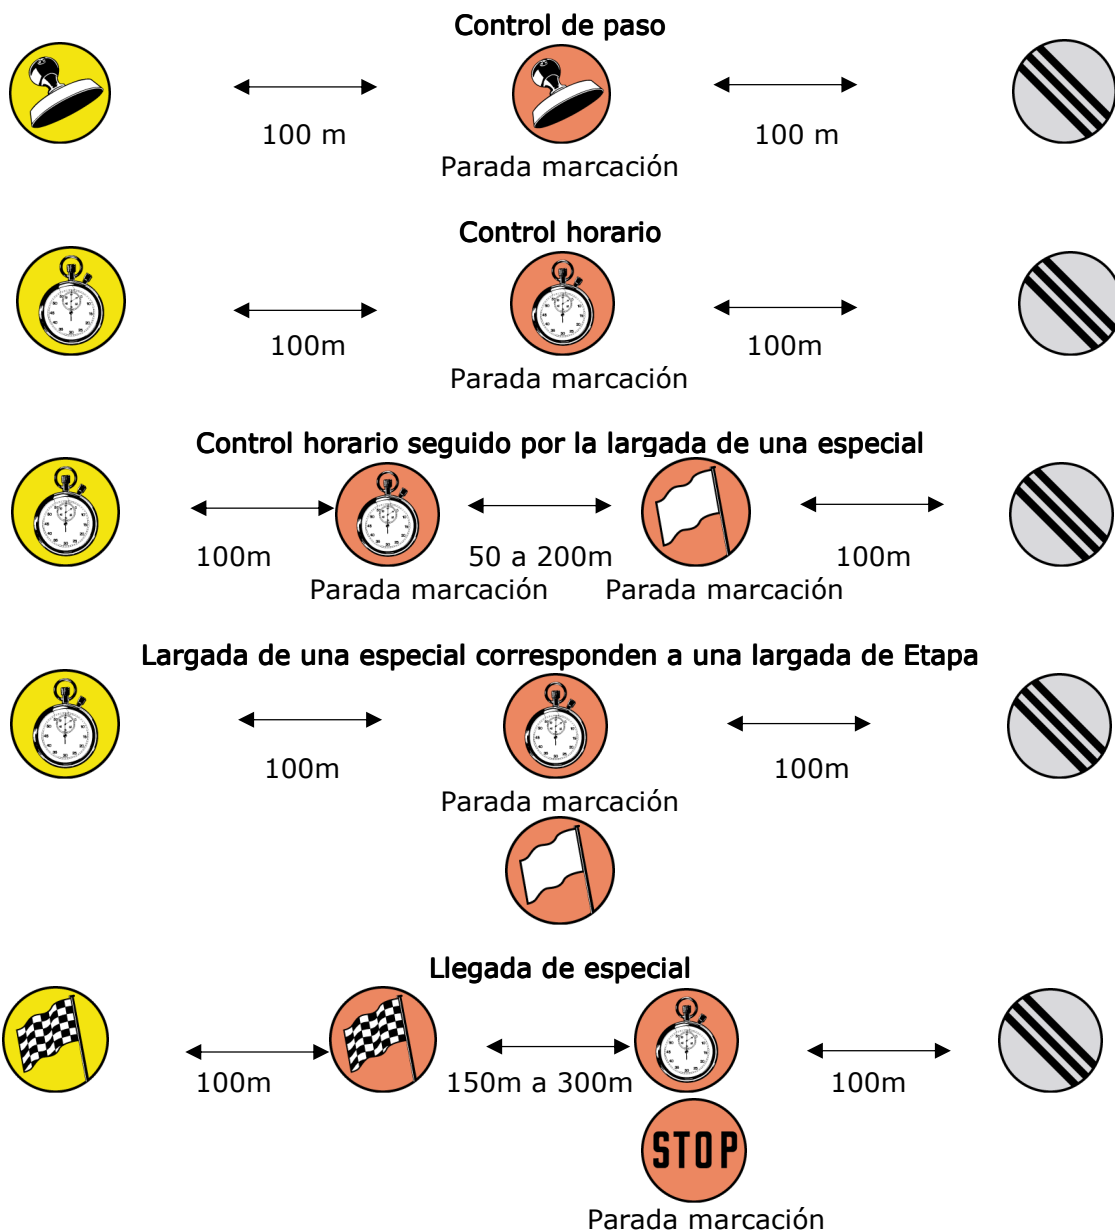 Control de paso
100 m 100 m
Parada marcación
Control horario
100m 100m
Parada marcación
Control horario seguido por la largada de una especial
100m 50 a 200m 100m
Parada marcación Parada marcación
Largada de una especial corresponden a una largada de Etapa
100m 100m
Parada marcación
Llegada de especial
100m 150m a 300m 100m
STOP
Parada marcación